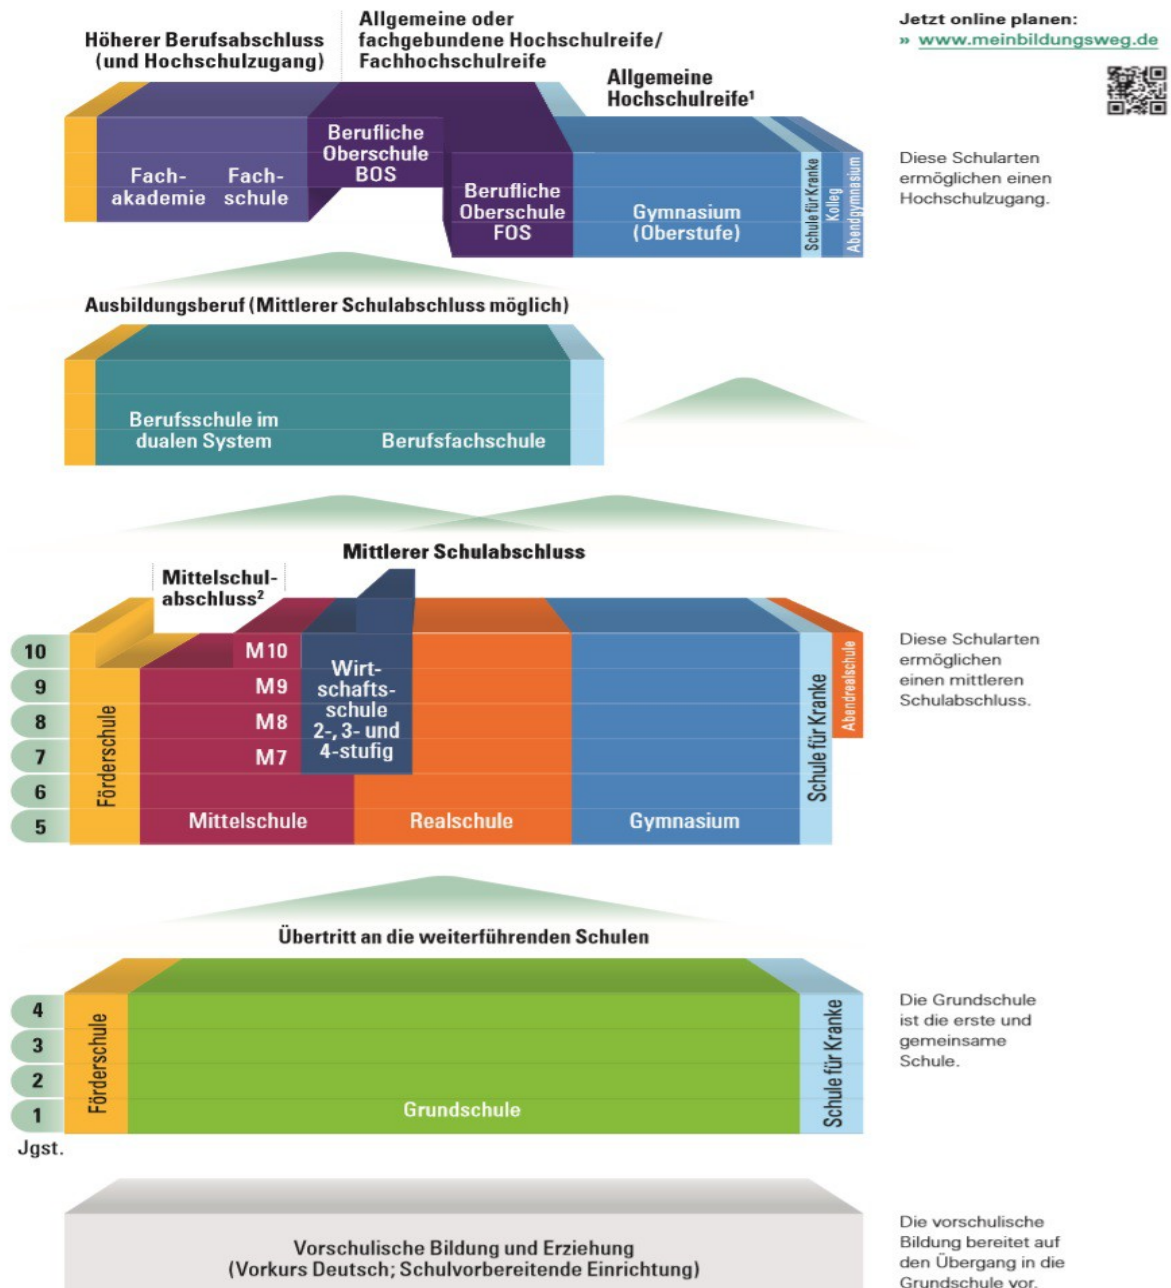 Höherer Berufsabschluss
(und Hochschulzugang)
Allgemeine oder
fachgebundene Hochschulreife/
Fachhochschulreife
Allgemeine
Hochschulreife¹
Jetzt online planen:
» www.meinbildungsweg.de
Fach-
akademie
Fach-
schule
Berufliche
Oberschule
BOS
Berufliche
Oberschule
FOS
Gymnasium
(Oberstufe)
Schule für Kranke
Kolleg
Abendgymnasium
Diese Schularten
ermöglichen einen
Hochschulzugang.
Ausbildungsberuf (Mittlerer Schulabschluss möglich)
Berufsschule im
dualen System
Berufsfachschule
Mittlerer Schulabschluss
Mittelschul-
abschluss²
10
9
8
7
6
5
Förderschule
M10
M9
M8
M7
Mittelschule
Wirt-
schafts-
schule
2-, 3- und
4-stufig
Realschule
Gymnasium
Schule für Kranke
Abendrealschule
Diese Schularten
ermöglichen
einen mittleren
Schulabschluss.
Übertritt an die weiterführenden Schulen
4
3
2
1
Jgst.
Förderschule
Grundschule
Schule für Kranke
Die Grundschule
ist die erste und
gemeinsame
Schule.
Vorschulische Bildung und Erziehung
(Vorkurs Deutsch; Schulvorbereitende Einrichtung)
Die vorschulische
Bildung bereitet auf
den Übergang in die
Grundschule vor.